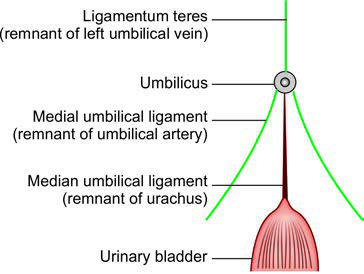 Ligamentum teres
(remnant of left umbilical vein)
Umbilicus
Medial umbilical ligament
(remnant of umbilical artery)
Median umbilical ligament
(remnant of urachus)
Urinary bladder